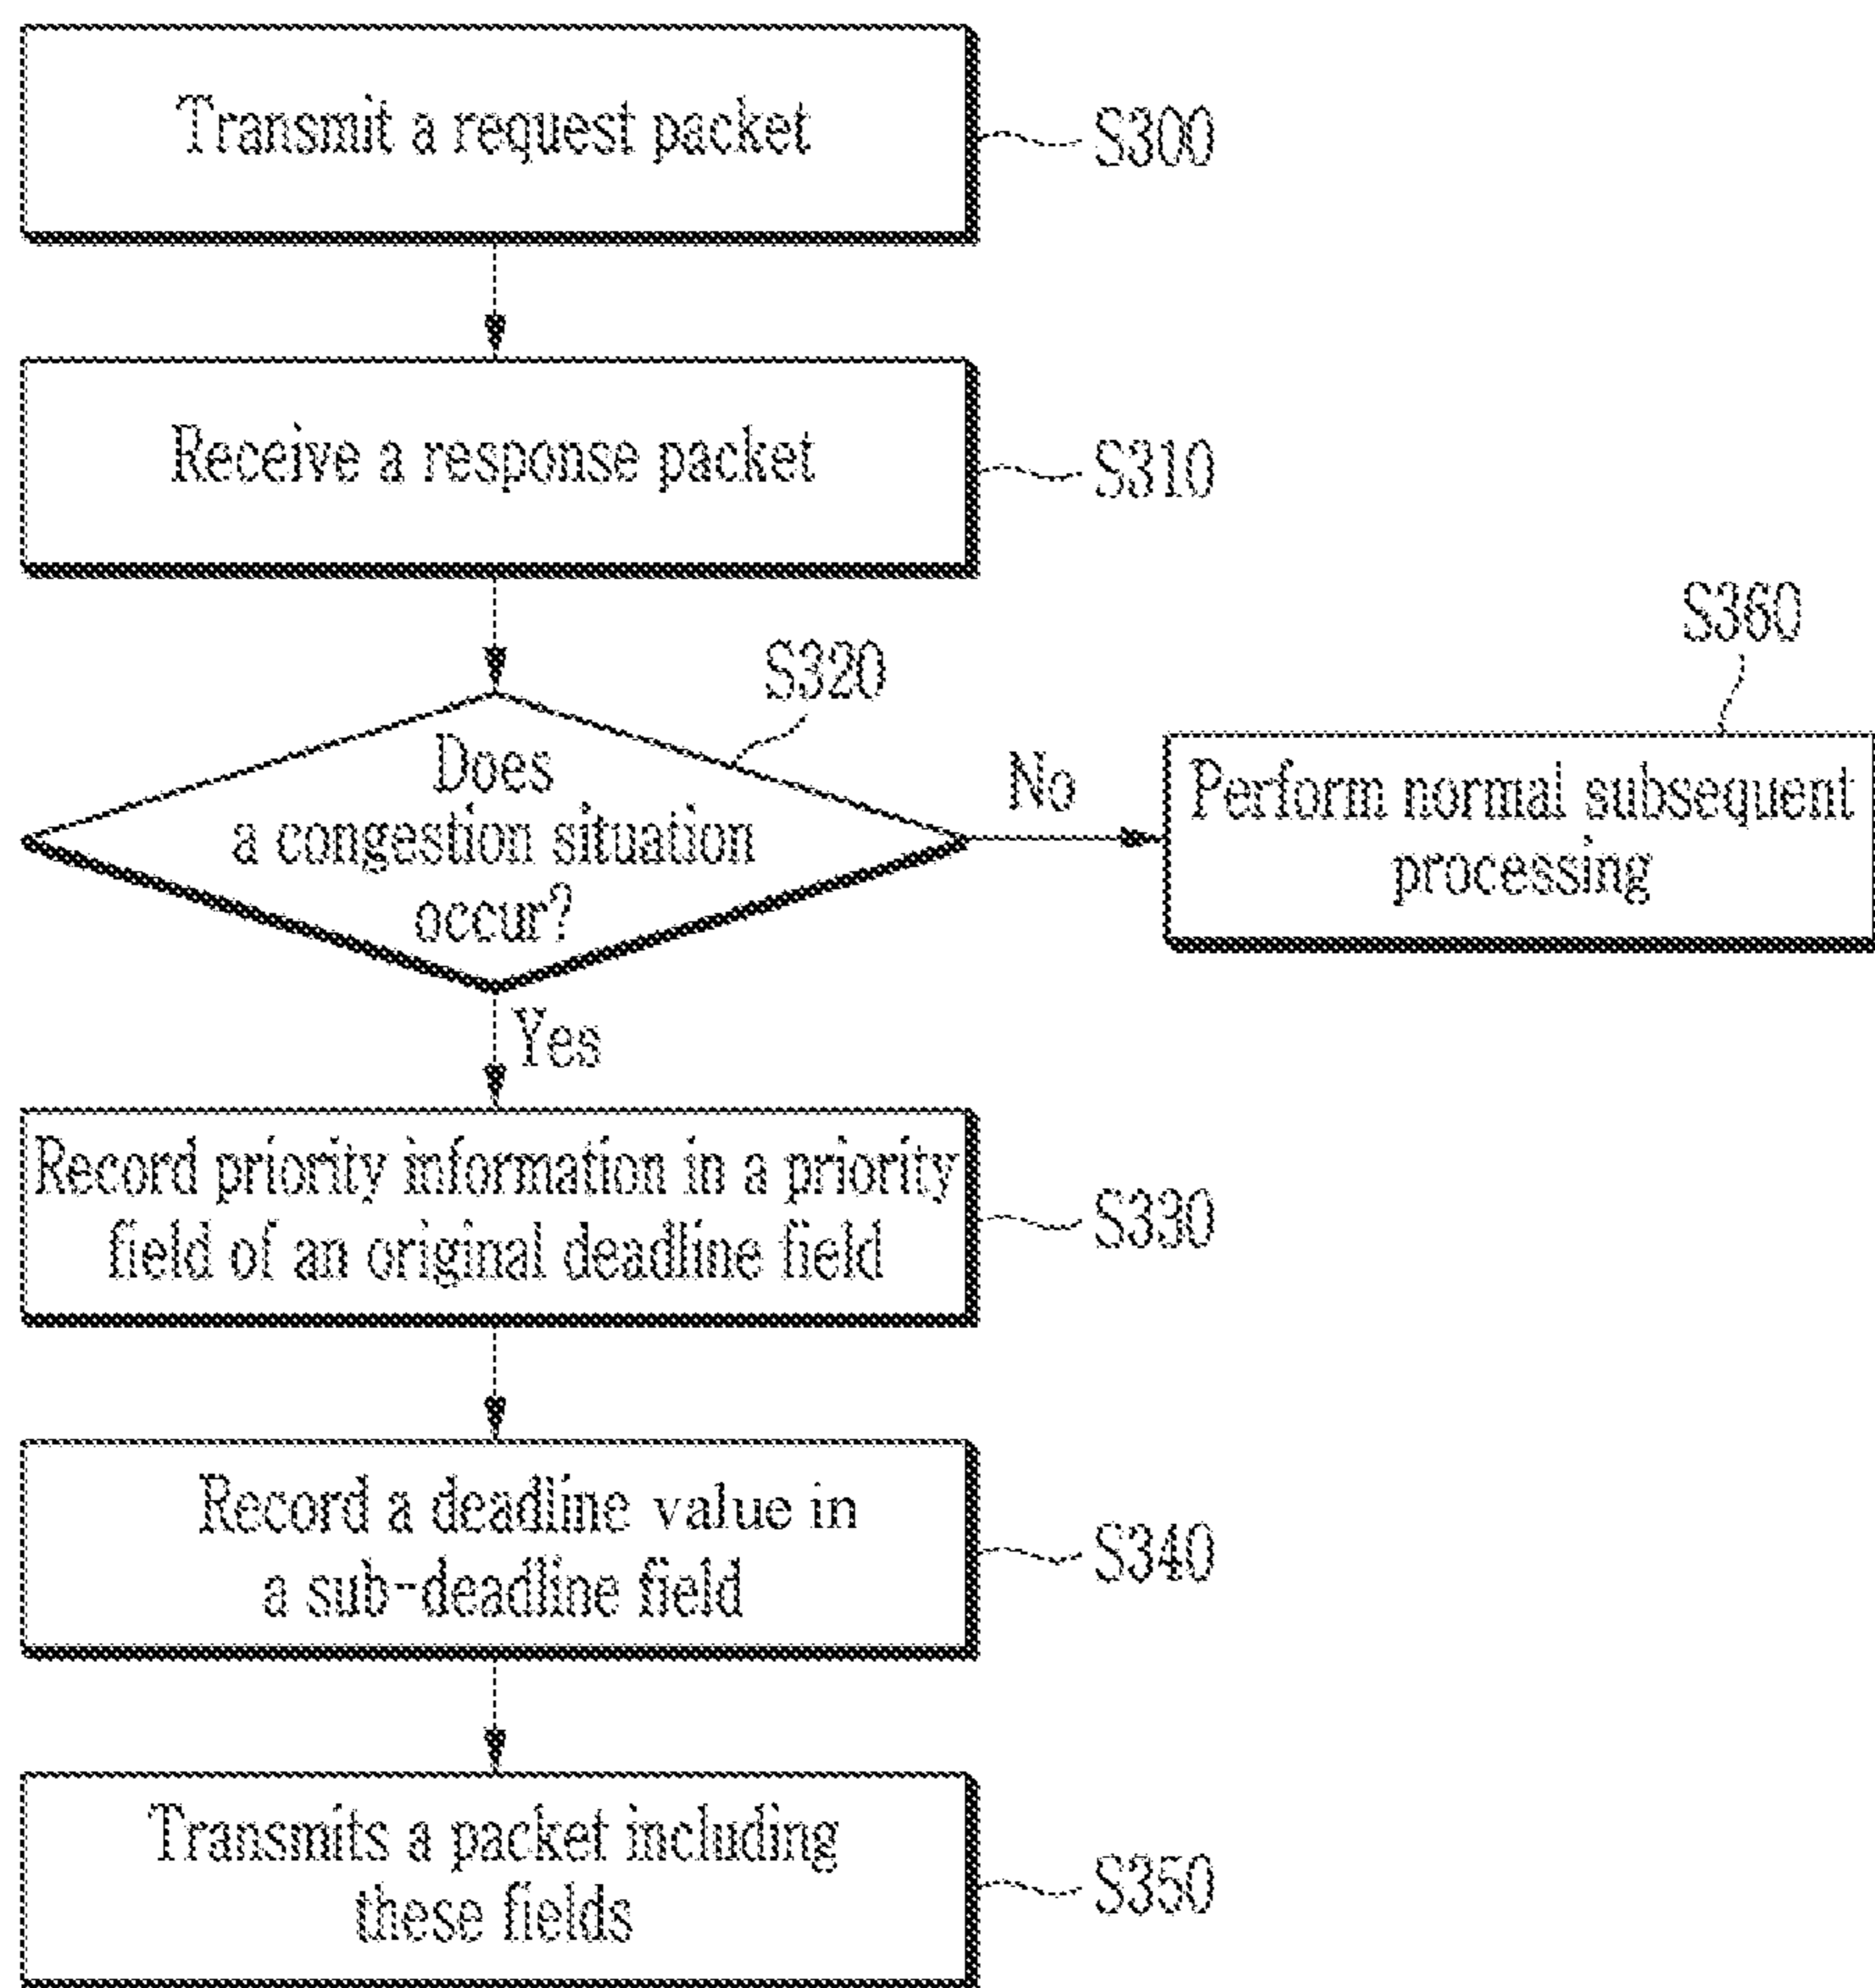 Transmit a request packet
S300
Receive a response packet
S310
S320
Does
a congestion situation
occur?
No
S360
Perform normal subsequent
processing
Yes
Record priority information in a priority
field of an original deadline field
S330
Record a deadline value in
a sub-deadline field
S340
Transmits a packet including
these fields
S350